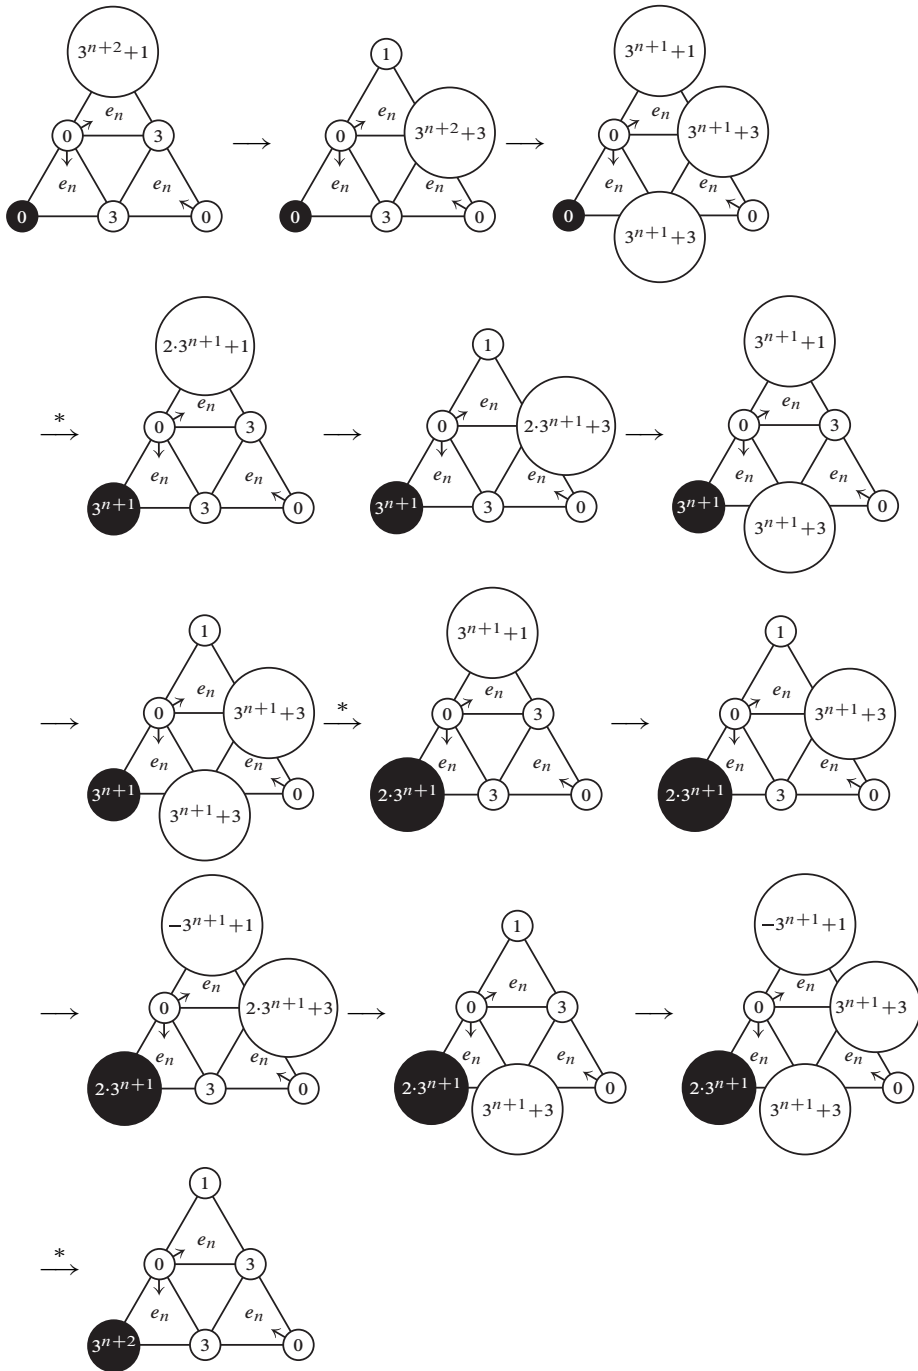 3^{n+2}+1 1 3^{n+1}+1
0 e_n 3 → 0 e_n 3^{n+2}+3 → 0 e_n 3^{n+1}+3
e_n e_n e_n e_n e_n e_n
0 3 0 0 3 0 0 3^{n+1}+3 0
2·3^{n+1}+1 1 3^{n+1}+1
* → 0 e_n 3 → 0 e_n 2·3^{n+1}+3 → 0 e_n 3
e_n e_n e_n e_n e_n e_n
3^{n+1} 3 0 3^{n+1} 3 0 3^{n+1} 3^{n+1}+3 0
1 3^{n+1}+1 1
→ 0 e_n 3^{n+1}+3 * → 0 e_n 3 → 0 e_n 3^{n+1}+3
e_n e_n e_n e_n e_n e_n
3^{n+1} 3^{n+1}+3 0 2·3^{n+1} 3 0 2·3^{n+1} 3 0
−3^{n+1}+1 1 −3^{n+1}+1
→ 0 e_n 2·3^{n+1}+3 → 0 e_n 3 → 0 e_n 3^{n+1}+3
e_n e_n e_n e_n e_n e_n
2·3^{n+1} 3 0 2·3^{n+1} 3^{n+1}+3 0 2·3^{n+1} 3^{n+1}+3 0
1
* → 0 e_n 3
e_n e_n
3^{n+2} 3 0